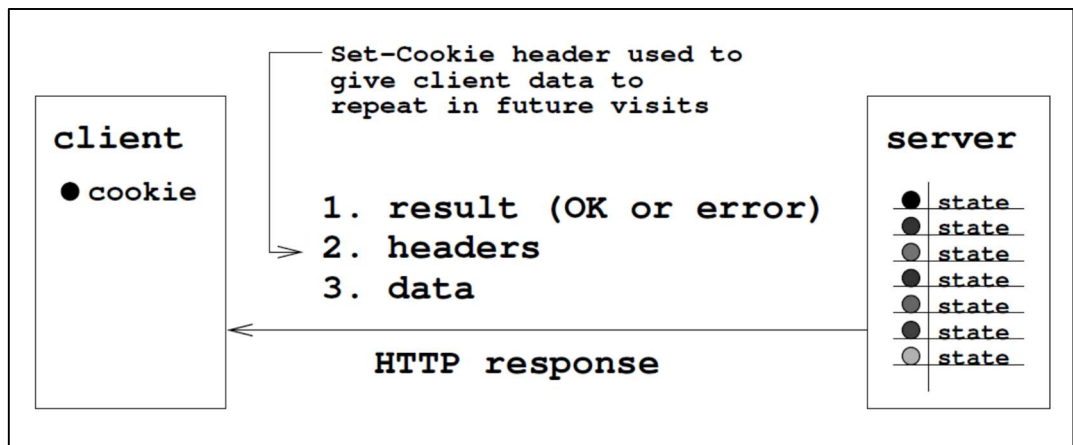 Set-Cookie header used to
give client data to
repeat in future visits
client
cookie
1. result (OK or error)
2. headers
3. data
HTTP response
server
state
state
state
state
state
state
state